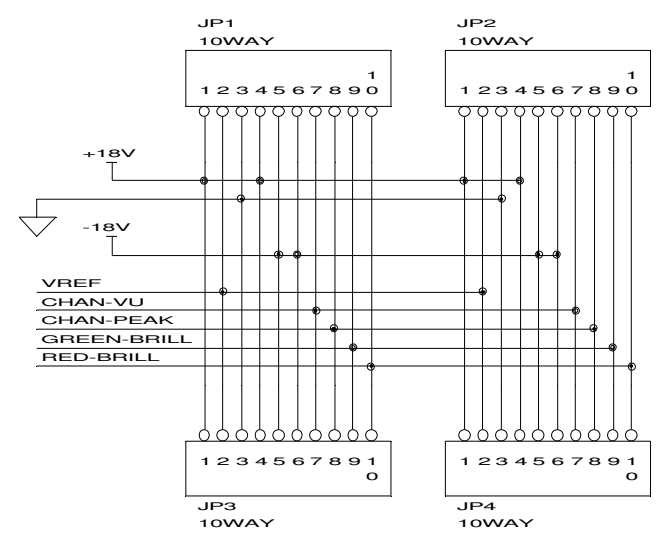 JP1 JP2
10WAY 10WAY
1 1
1 2 3 4 5 6 7 8 9 0 1 2 3 4 5 6 7 8 9 0
+18V
-18V
VREF
CHAN-VU
CHAN-PEAK
GREEN-BRILL
RED-BRILL
1 2 3 4 5 6 7 8 9 1 1 2 3 4 5 6 7 8 9 1
0 0
JP3 JP4
10WAY 10WAY